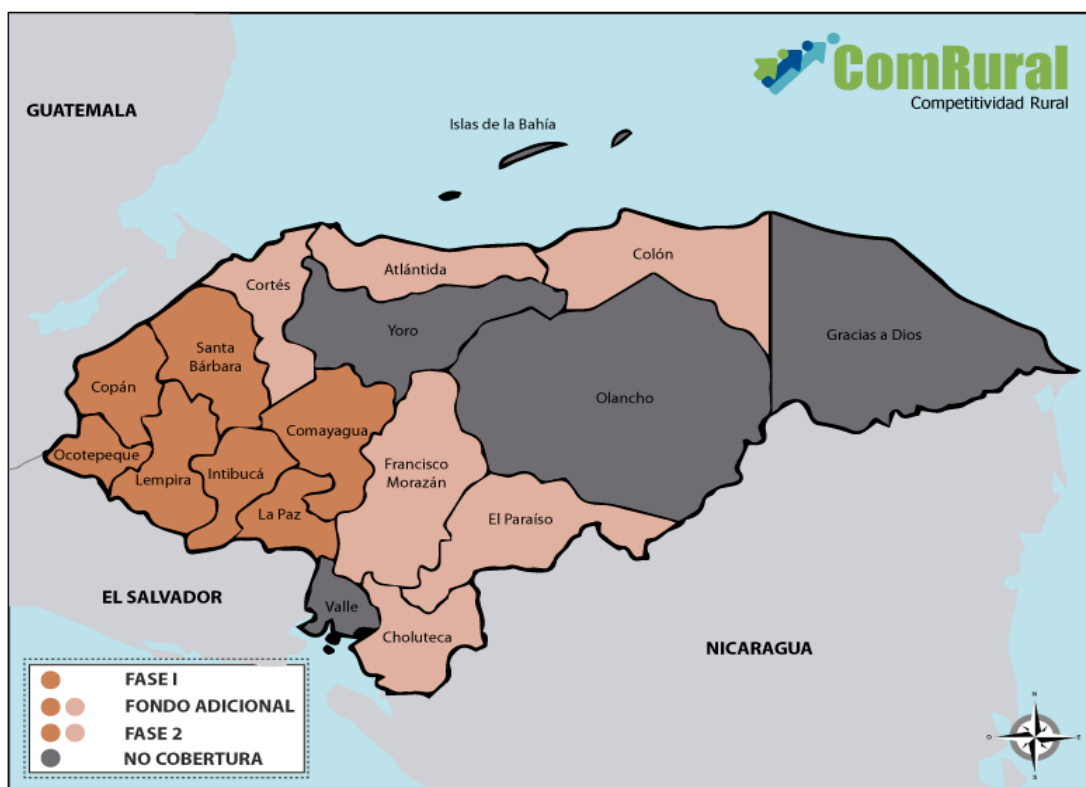 ComRural
Competitividad Rural
GUATEMALA
Islas de la Bahía
Colón
Atlántida
Cortés
Yoro
Gracias a Dios
Santa
Bárbara
Copán
Olancho
Comayagua
Ocotepeque
Francisco
Morazán
Intibucá
Lempira
La Paz
El Paraíso
EL SALVADOR
Valle
Choluteca
NICARAGUA
FASE I
FONDO ADICIONAL
FASE 2
NO COBERTURA
N
O
E
S